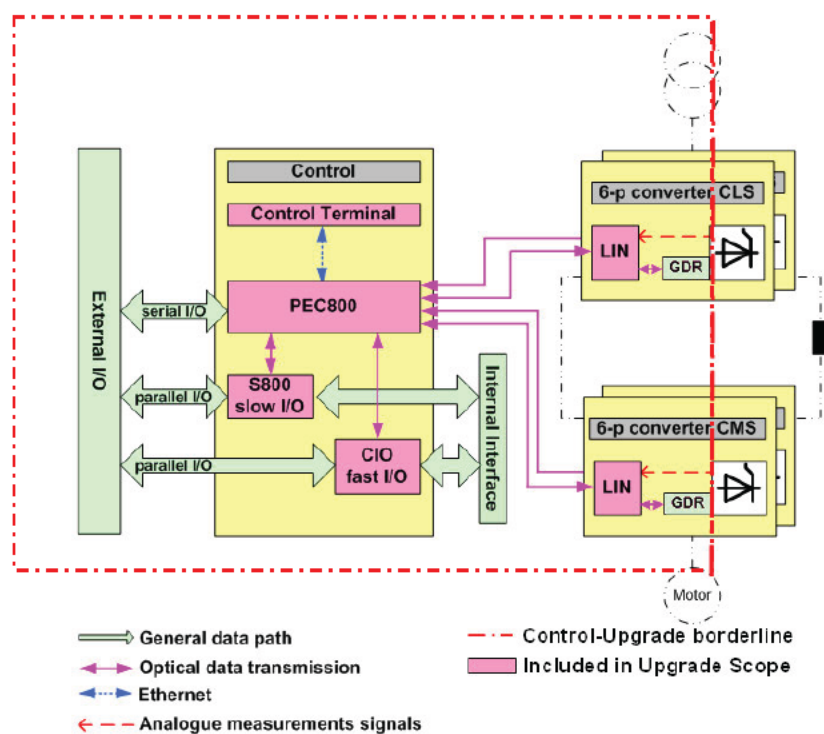 Control
Control Terminal
PEC800
S800
slow I/O
CIO
fast I/O
External I/O
serial I/O
parallel I/O
parallel I/O
Internal Interface
6-p converter CLS
LIN
GDR
6-p converter CMS
LIN
GDR
Motor
General data path
Optical data transmission
Ethernet
Analogue measurements signals
Control-Upgrade borderline
Included in Upgrade Scope